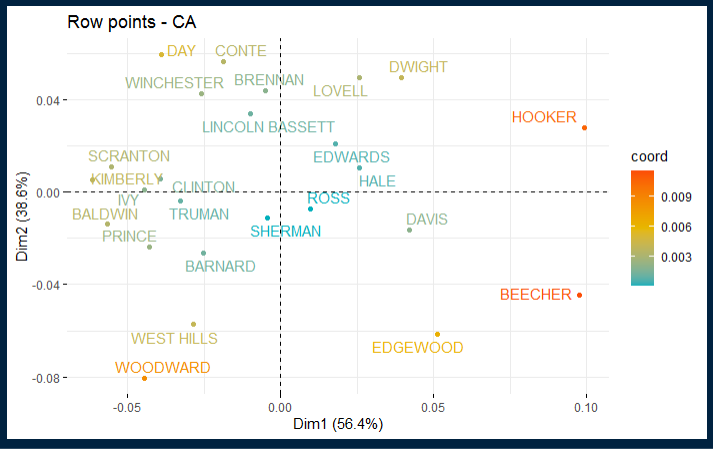 Row points - CA
DAY CONTE
DWIGHT
WINCHESTER BRENNAN
LOVELL
0.04
HOOKER
LINCOLN BASSETT
SCRANTON
EDWARDS
coord
KIMBERLY
CLINTON
HALE
0.009
0.00
IVY
ROSS
0.006
BALDWIN
TRUMAN
DAVIS
PRINCE
SHERMAN
0.003
BARNARD
Dim2 (38.6%)
-0.04
BEECHER
WEST HILLS
EDGEWOOD
WOODWARD
-0.08
-0.05 0.00 0.05 0.10
Dim1 (56.4%)